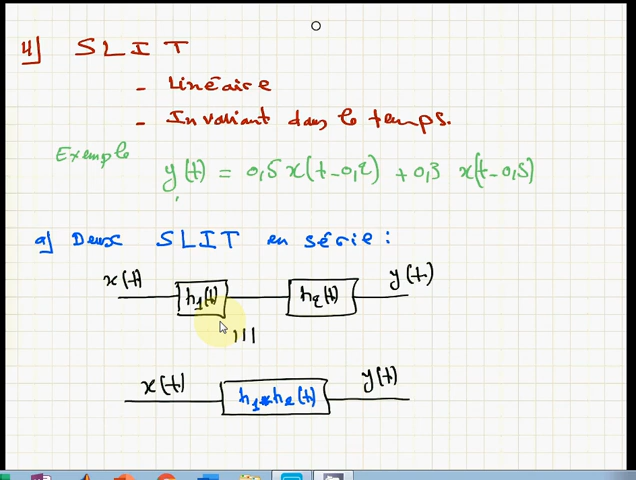 4) SLIT
- Linéaire
- Invariant dans le temps.
Exemple
y(t) = 0,5x(t-0,2) + 0,3 x(t-0,5)
a) Deux SLIT en série :
x(t) h₁(t) h₂(t) y(t)
x(t) h₁*h₂(t) y(t)